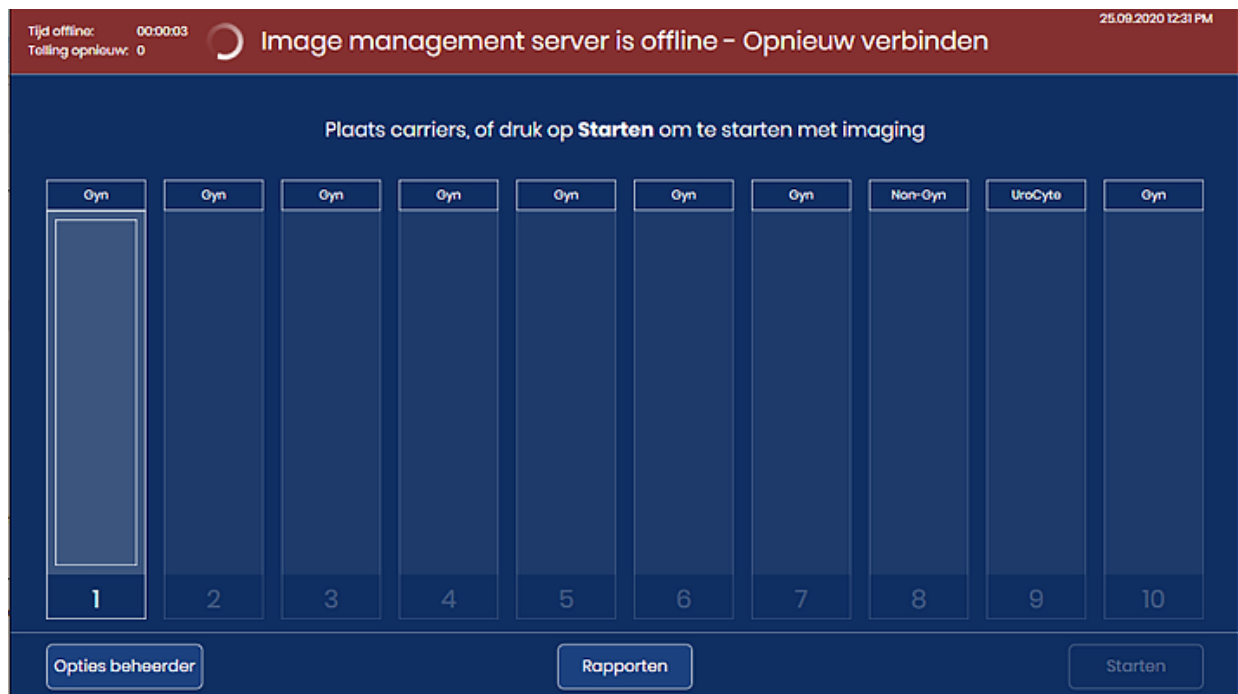 25.09.2020 12:31 PM
Tijd offline: 00:00:03
Telling opnieuw: 0
Image management server is offline - Opnieuw verbinden
Plaats carriers, of druk op Starten om te starten met imaging
Gyn Gyn Gyn Gyn Gyn Gyn Gyn Non-Gyn UroCyte Gyn
1 2 3 4 5 6 7 8 9 10
Opties beheerder Rapporten Starten